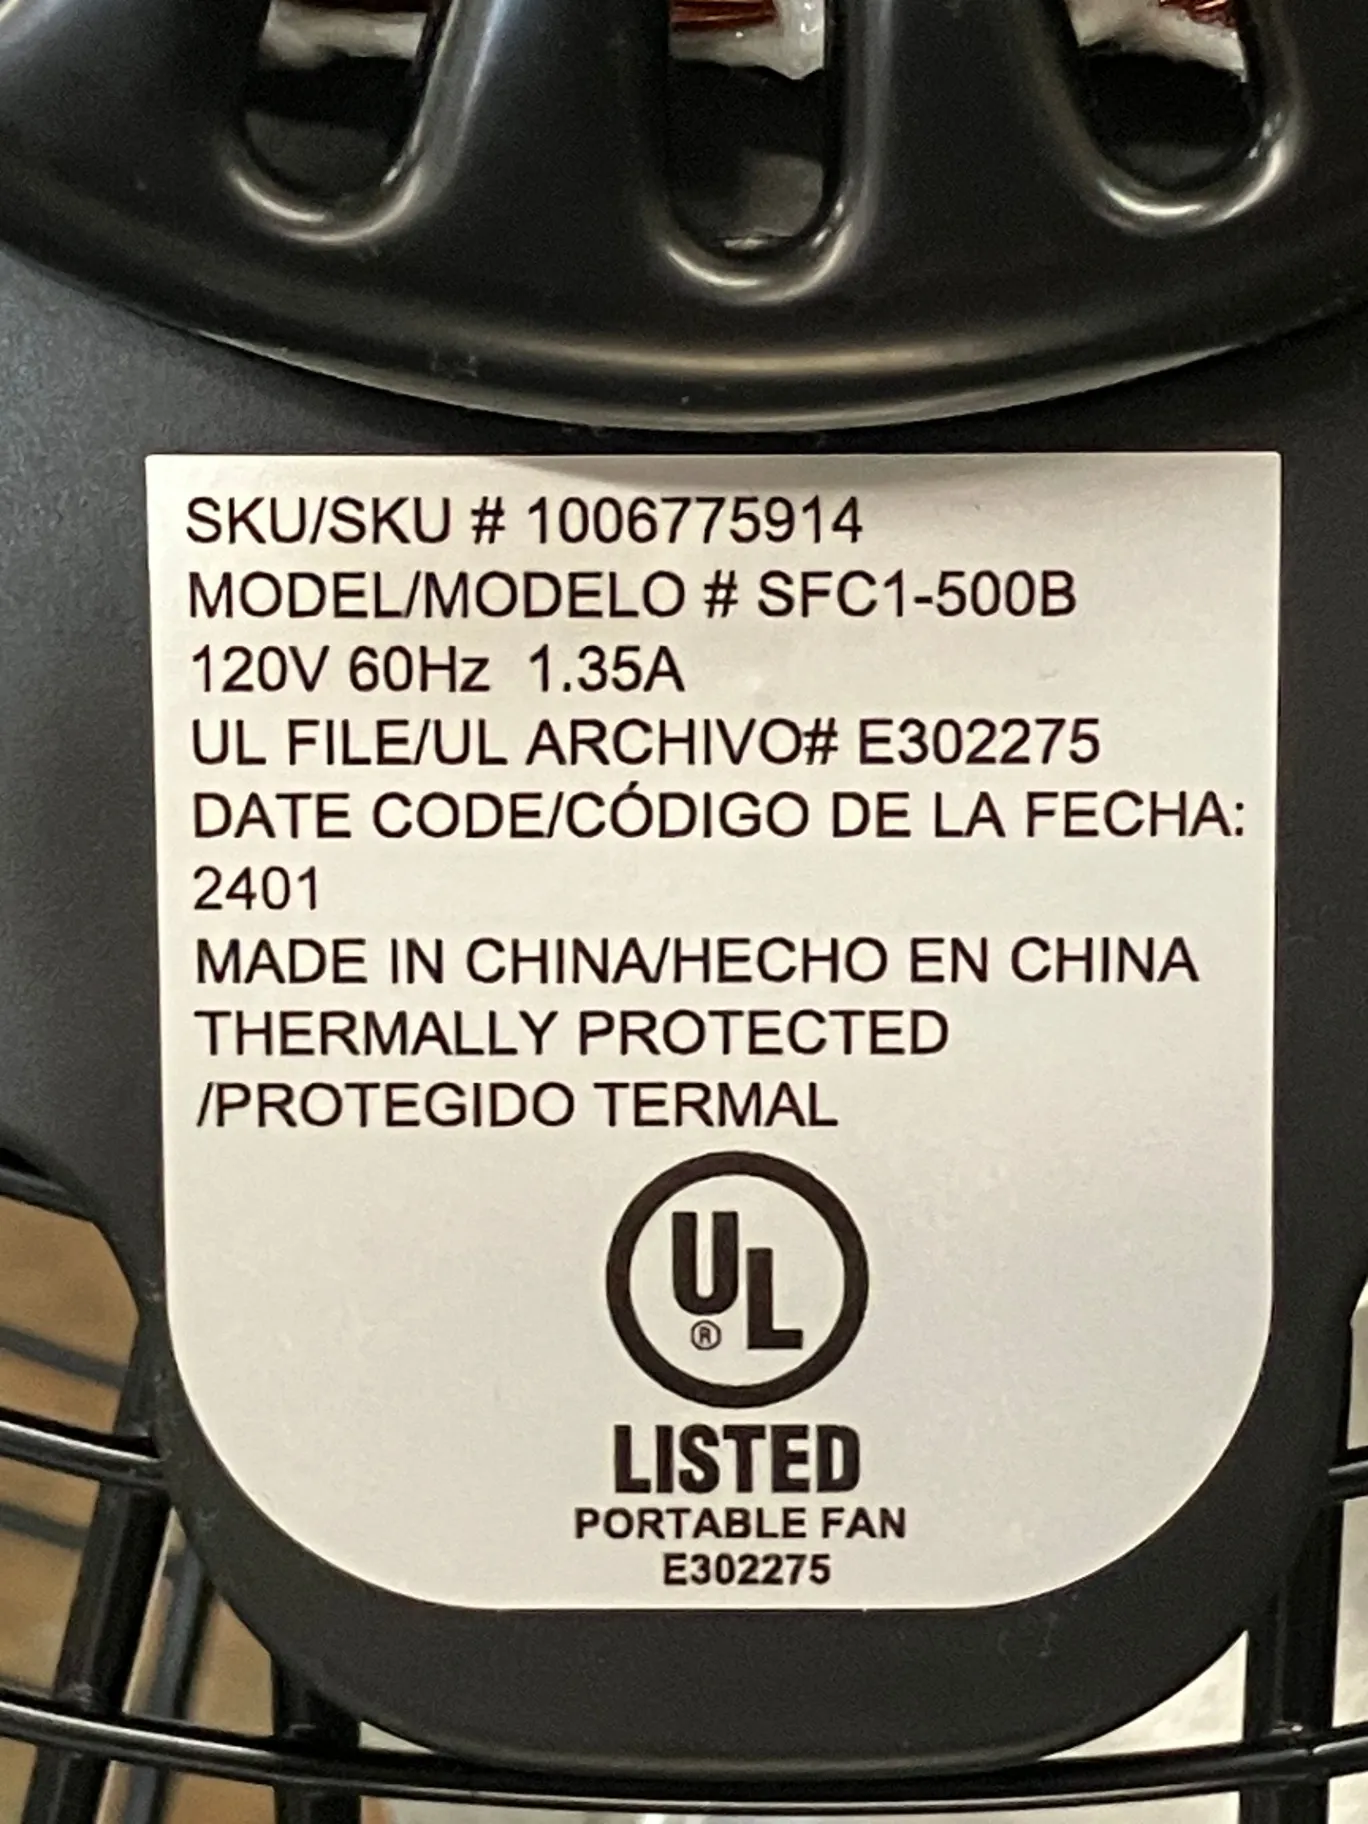 SKU/SKU # 1006775914
MODEL/MODELO # SFC1-500B
120V 60Hz 1.35A
UL FILE/UL ARCHIVO# E302275
DATE CODE/CÓDIGO DE LA FECHA:
2401
MADE IN CHINA/HECHO EN CHINA
THERMALLY PROTECTED
/PROTEGIDO TERMAL
UL
®
LISTED
PORTABLE FAN
E302275